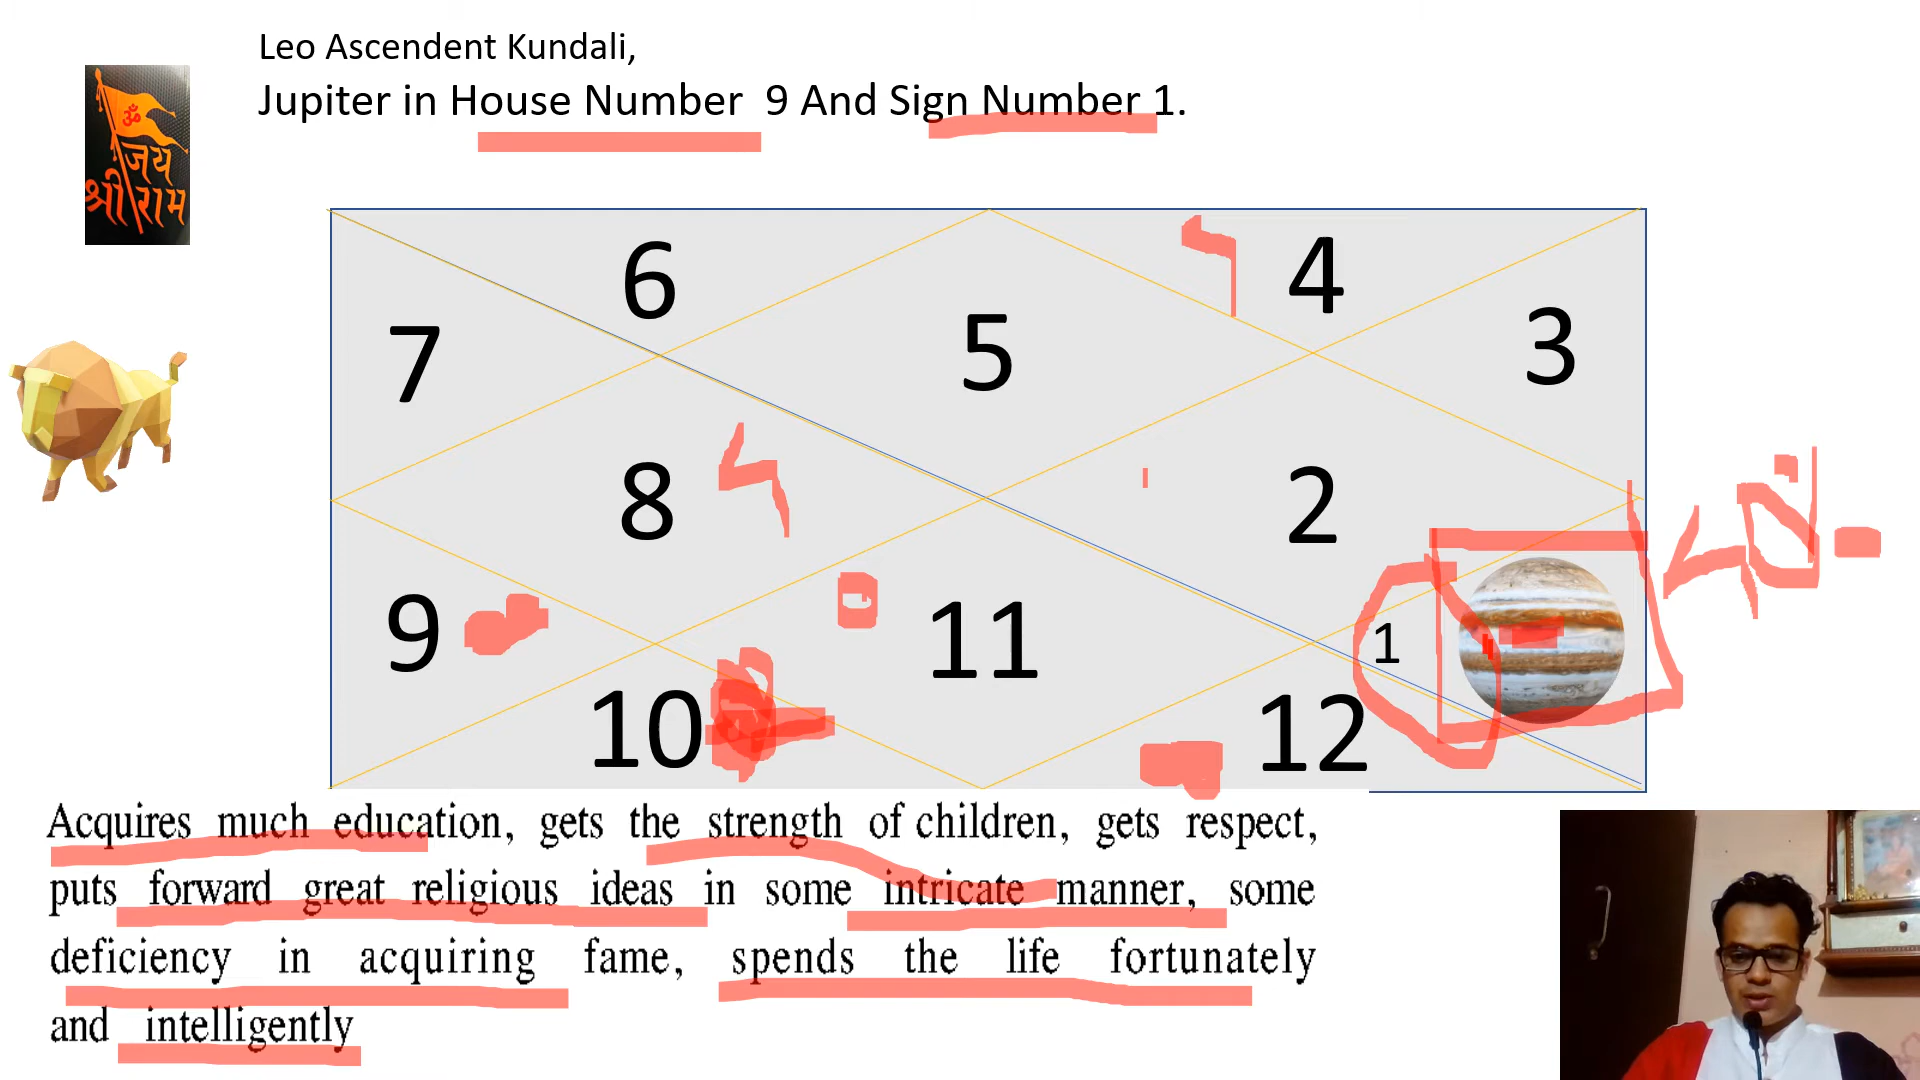 Leo Ascendent Kundali,
Jupiter in House Number 9 And Sign Number 1.
ॐ
जय
श्री राम
6
4
7
5
3
8
2
9
11
1
10
12
Acquires much education, gets the strength of children, gets respect,
puts forward great religious ideas in some intricate manner, some
deficiency in acquiring fame, spends the life fortunately
and intelligently